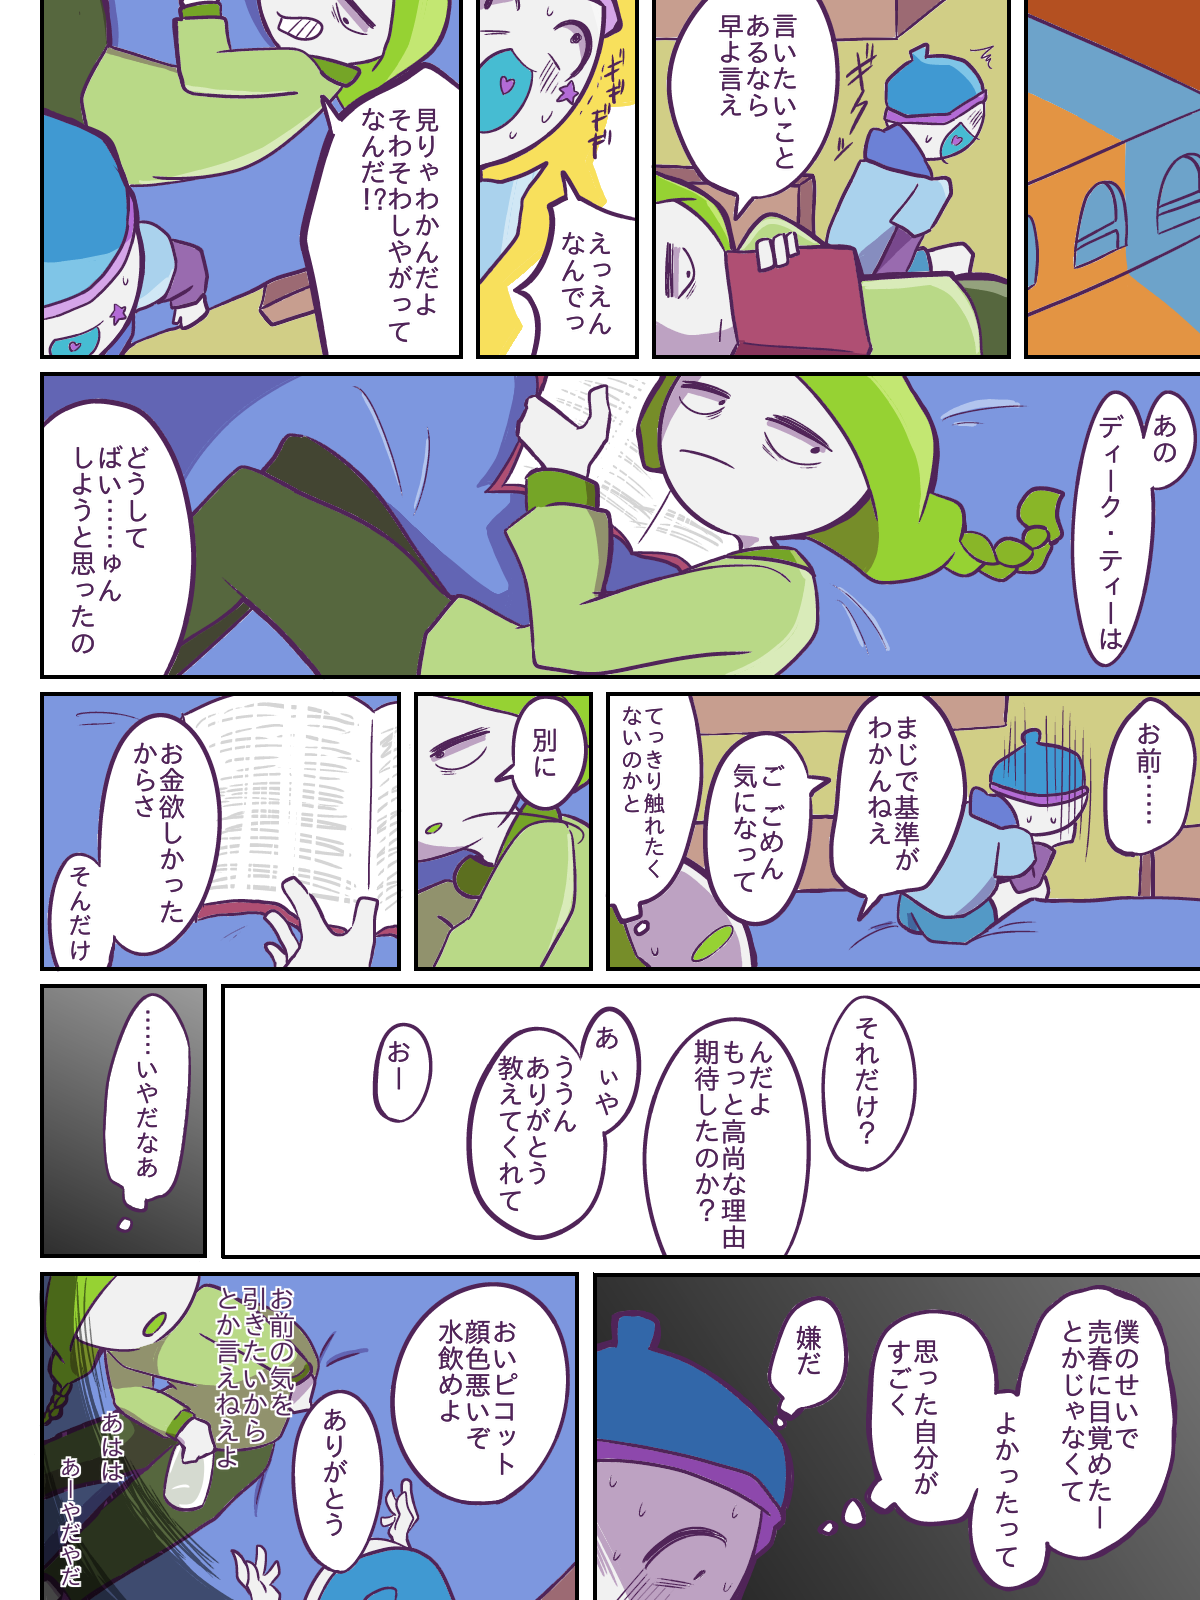 言いたいこと
あるなら
早よ言え
ギギギ
えっえん
なんでっ
見りゃわかんだよ
そわそわしやがって
なんだ!?
あの
ディーク・ティーは
どうして
ばい……ゅん
しようと思ったの
お前……
まじで基準が
わかんねえ
ご ごめん
気になって
てっきり触れたく
ないのかと
別に
お金欲しかった
からさ
そんだけ
それだけ?
んだよ
もっと高尚な理由
期待したのか?
あ いや
ううん
ありがとう
教えてくれて
おー
……いやだなあ
僕のせいで
売春に目覚めたー
とかじゃなくて
よかったって
思った自分が
すごく
嫌だ
おいピコット
顔色悪いぞ
水飲めよ
ありがとう
お前の気を
引きたいから
とか言えねえよ
あはは
あーやだやだ